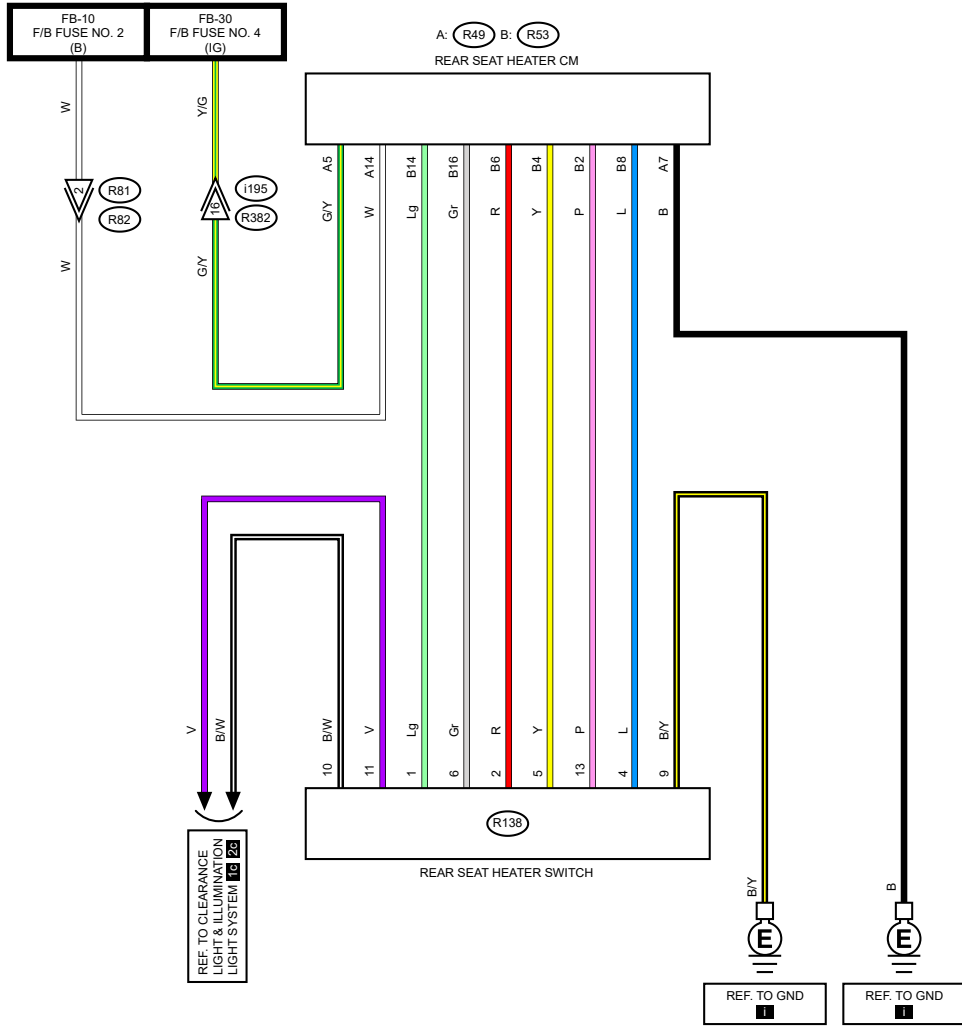 FB-10
F/B FUSE NO. 2
(B)
FB-30
F/B FUSE NO. 4
(IG)
A: R49 B: R53
REAR SEAT HEATER CM
W
Y/G
2
R81
R82
16
i195
R382
W
G/Y
A5
A14
B14
B16
B6
B4
B2
B8
A7
G/Y
W
Lg
Gr
R
Y
P
L
B
V
B/W
B/W
V
Lg
Gr
R
Y
P
L
B/Y
10
11
1
6
2
5
13
4
9
R138
REAR SEAT HEATER SWITCH
REF. TO CLEARANCE
LIGHT & ILLUMINATION
LIGHT SYSTEM 1c 2c
B/Y
B
E
E
REF. TO GND
i
REF. TO GND
i